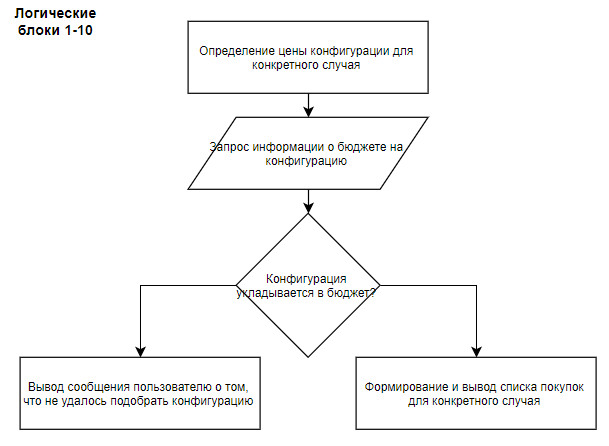 Логические
блоки 1-10
Определение цены конфигурации для
конкретного случая
Запрос информации о бюджете на
конфигурацию
Конфигурация
укладывается в бюджет?
Вывод сообщения пользователю о том,
что не удалось подобрать конфигурацию
Формирование и вывод списка покупок
для конкретного случая